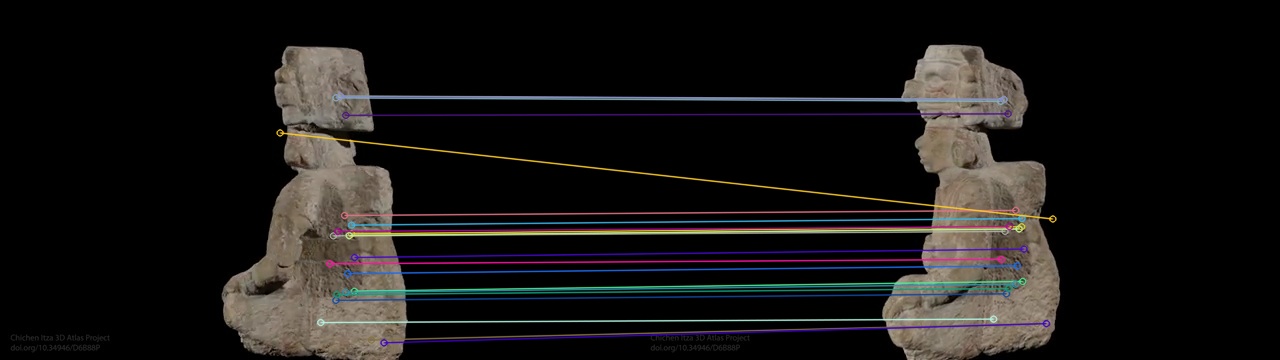 Chichen Itza 3D Atlas Project
doi.org/10.34946/D6B88P
Chichen Itza 3D Atlas Project
doi.org/10.34946/D6B88P